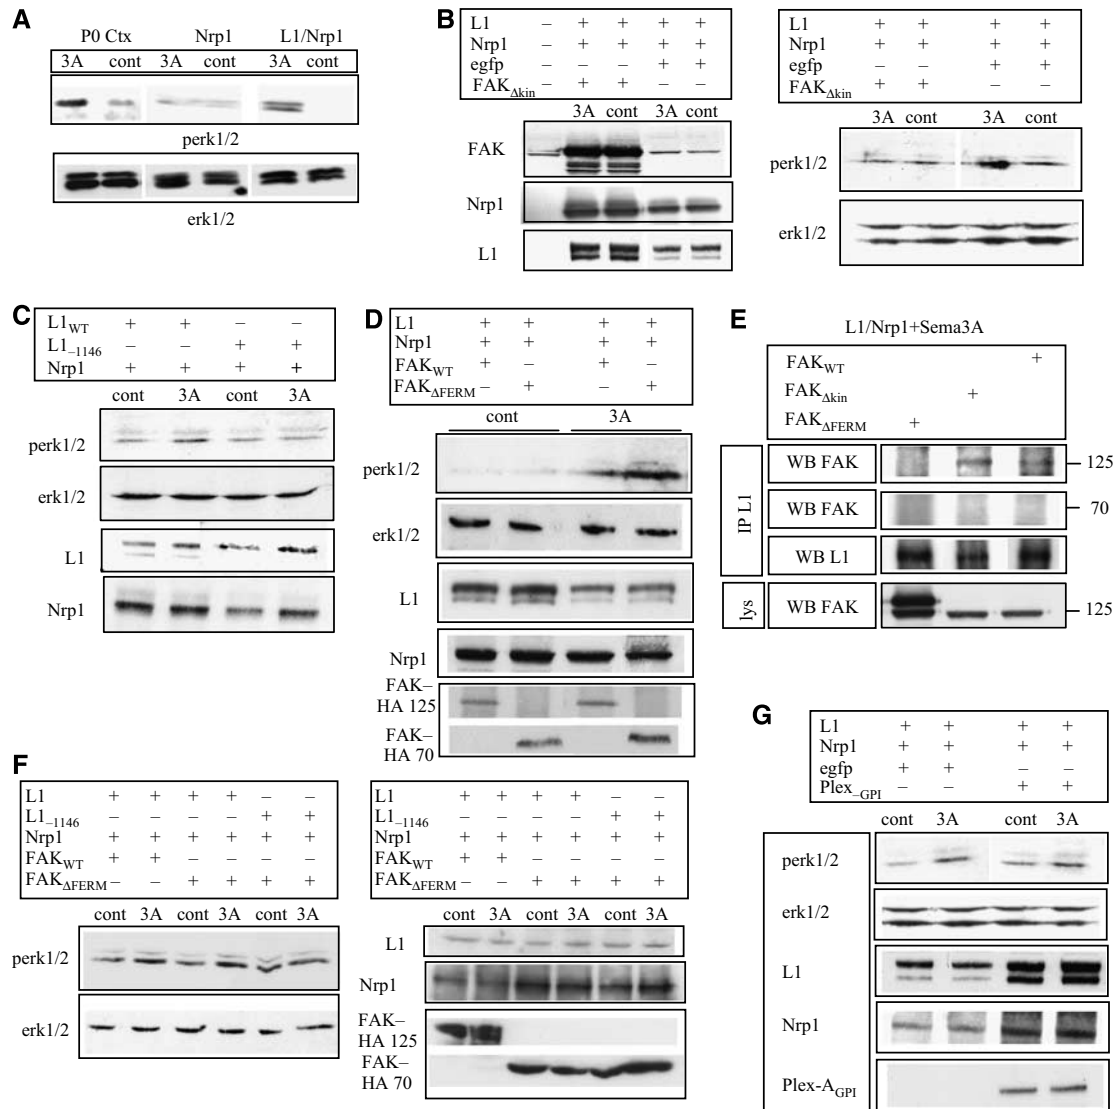 A
P0 Ctx Nrp1 L1/Nrp1
3A cont 3A cont 3A cont
perk1/2
erk1/2
B
L1 – + + + +
Nrp1 – + + + +
egfp – – – + +
FAKΔkin – + + – –
3A cont 3A cont
FAK
Nrp1
L1
L1 + + + +
Nrp1 + + + +
egfp – – + +
FAKΔkin + + – –
3A cont 3A cont
perk1/2
erk1/2
C
L1WT + + – –
L1–1146 – – + +
Nrp1 + + + +
cont 3A cont 3A
perk1/2
erk1/2
L1
Nrp1
D
L1 + + + +
Nrp1 + + + +
FAKWT + – + –
FAKΔFERM – + – +
cont 3A
perk1/2
erk1/2
L1
Nrp1
FAK–
HA 125
FAK–
HA 70
E
L1/Nrp1+Sema3A
FAKWT +
FAKΔkin +
FAKΔFERM +
IP L1
WB FAK 125
WB FAK 70
WB L1
lys
WB FAK 125
F
L1 + + + + – –
L1–1146 – – – – + +
Nrp1 + + + + + +
FAKWT + + – – – –
FAKΔFERM – – + + + +
cont 3A cont 3A cont 3A
perk1/2
erk1/2
L1 + + + + – –
L1–1146 – – – – + +
Nrp1 + + + + + +
FAKWT + + – – – –
FAKΔFERM – – + + + +
cont 3A cont 3A cont 3A
L1
Nrp1
FAK–
HA 125
FAK–
HA 70
G
L1 + + + +
Nrp1 + + + +
egfp + + – –
Plex–GPI – – + +
cont 3A cont 3A
perk1/2
erk1/2
L1
Nrp1
Plex-AGPI